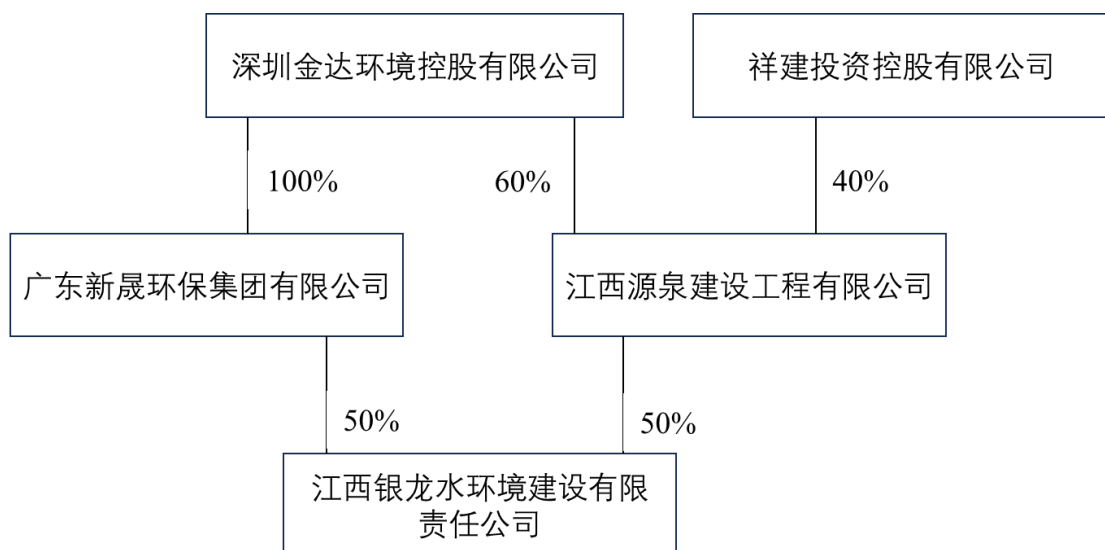 深圳金达环境控股有限公司
祥建投资控股有限公司
100%
60%
40%
广东新晟环保集团有限公司
江西源泉建设工程有限公司
50%
50%
江西银龙水环境建设有限
责任公司